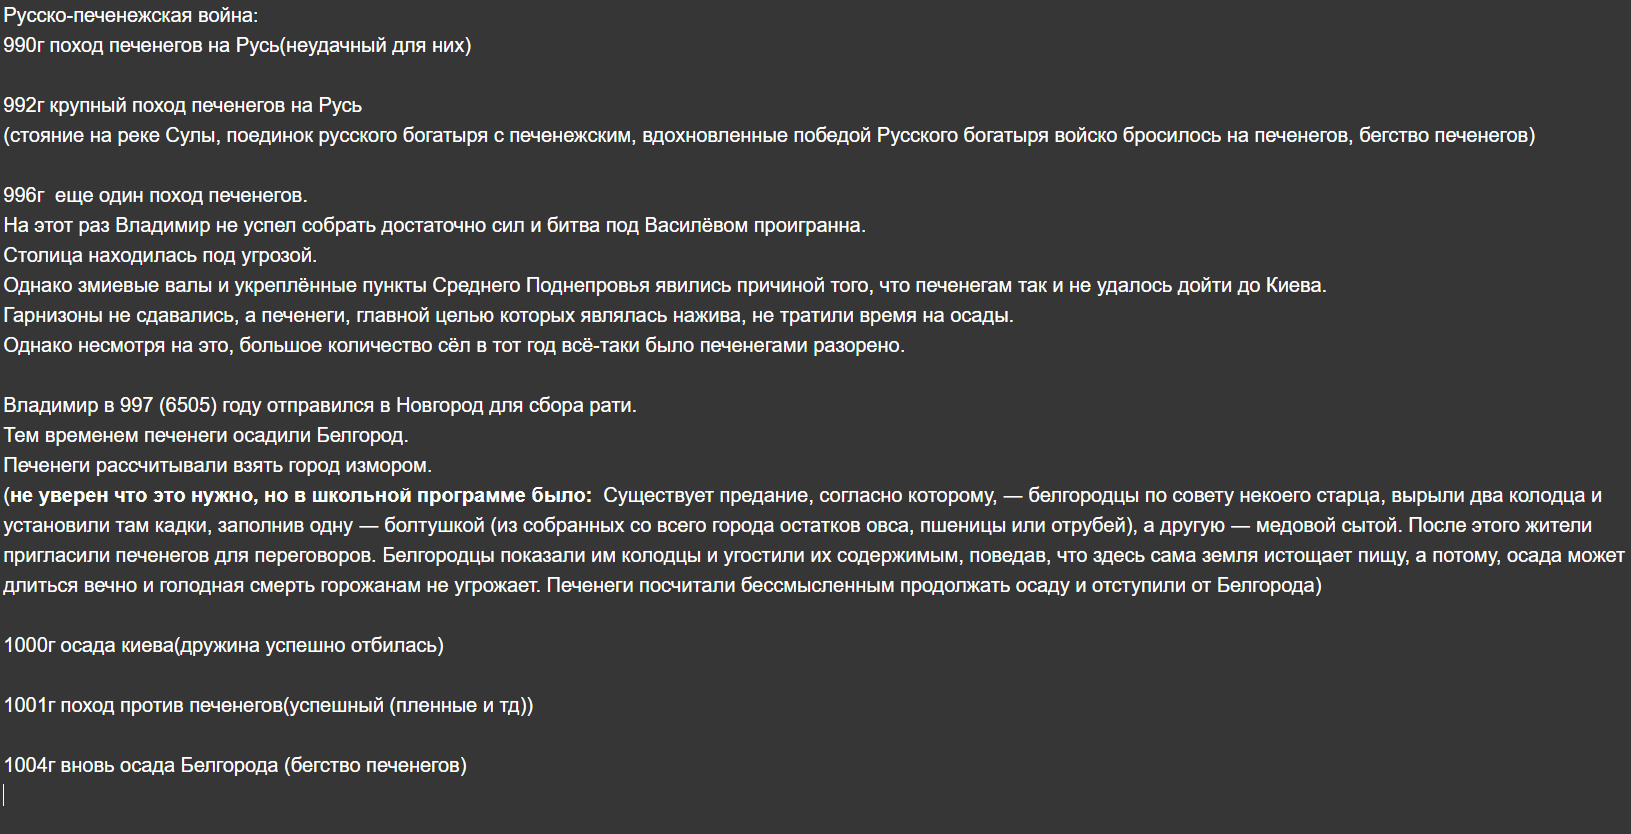 Русско-печенежская война:
990г поход печенегов на Русь(неудачный для них)
992г крупный поход печенегов на Русь
(стояние на реке Сулы, поединок русского богатыря с печенежским, вдохновленные победой Русского богатыря войско бросилось на печенегов, бегство печенегов)
996г  еще один поход печенегов.
На этот раз Владимир не успел собрать достаточно сил и битва под Василёвом проигранна.
Столица находилась под угрозой.
Однако змиевые валы и укреплённые пункты Среднего Поднепровья явились причиной того, что печенегам так и не удалось дойти до Киева.
Гарнизоны не сдавались, а печенеги, главной целью которых являлась нажива, не тратили время на осады.
Однако несмотря на это, большое количество сёл в тот год всё-таки было печенегами разорено.
Владимир в 997 (6505) году отправился в Новгород для сбора рати.
Тем временем печенеги осадили Белгород.
Печенеги рассчитывали взять город измором.
(не уверен что это нужно, но в школьной программе было:  Существует предание, согласно которому, — белгородцы по совету некоего старца, вырыли два колодца и
установили там кадки, заполнив одну — болтушкой (из собранных со всего города остатков овса, пшеницы или отрубей), а другую — медовой сытой. После этого жители
пригласили печенегов для переговоров. Белгородцы показали им колодцы и угостили их содержимым, поведав, что здесь сама земля истощает пищу, а потому, осада может
длиться вечно и голодная смерть горожанам не угрожает. Печенеги посчитали бессмысленным продолжать осаду и отступили от Белгорода)
1000г осада киева(дружина успешно отбилась)
1001г поход против печенегов(успешный (пленные и тд))
1004г вновь осада Белгорода (бегство печенегов)